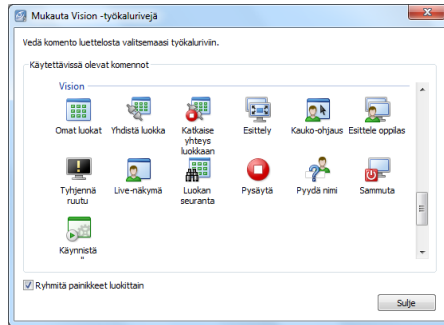 Mukauta Vision -työkalurivejä
Vedä komento luettelosta valitsemaasi työkaluriviin.
Käytettävissä olevat komennot
Vision
Omat luokat Yhdistä luokka Katkaise yhteys luokkaan Esittely Kauko-ohjaus Esittele oppilas
Tyhjennä ruutu Live-näkymä Luokan seuranta Pysäytä Pyydä nimi Sammuta
Käynnistä
"
Ryhmitä painikkeet luokittain
Sulje